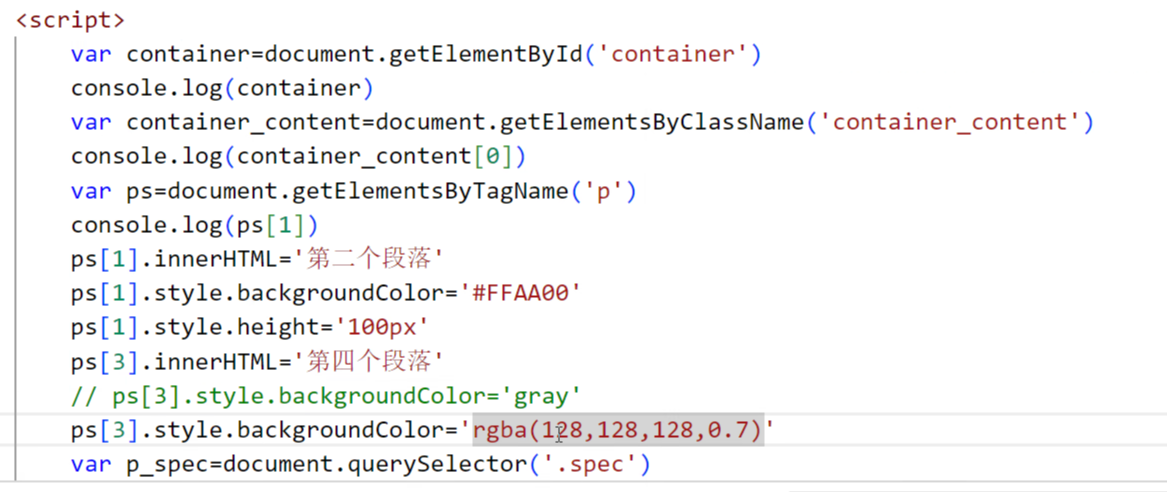 <script>
var container=document.getElementById('container')
console.log(container)
var container_content=document.getElementsByClassName('container_content')
console.log(container_content[0])
var ps=document.getElementsByTagName('p')
console.log(ps[1])
ps[1].innerHTML='第二个段落'
ps[1].style.backgroundColor='#FFAA00'
ps[1].style.height='100px'
ps[3].innerHTML='第四个段落'
// ps[3].style.backgroundColor='gray'
ps[3].style.backgroundColor='rgba(128,128,128,0.7)'
var p_spec=document.querySelector('.spec')